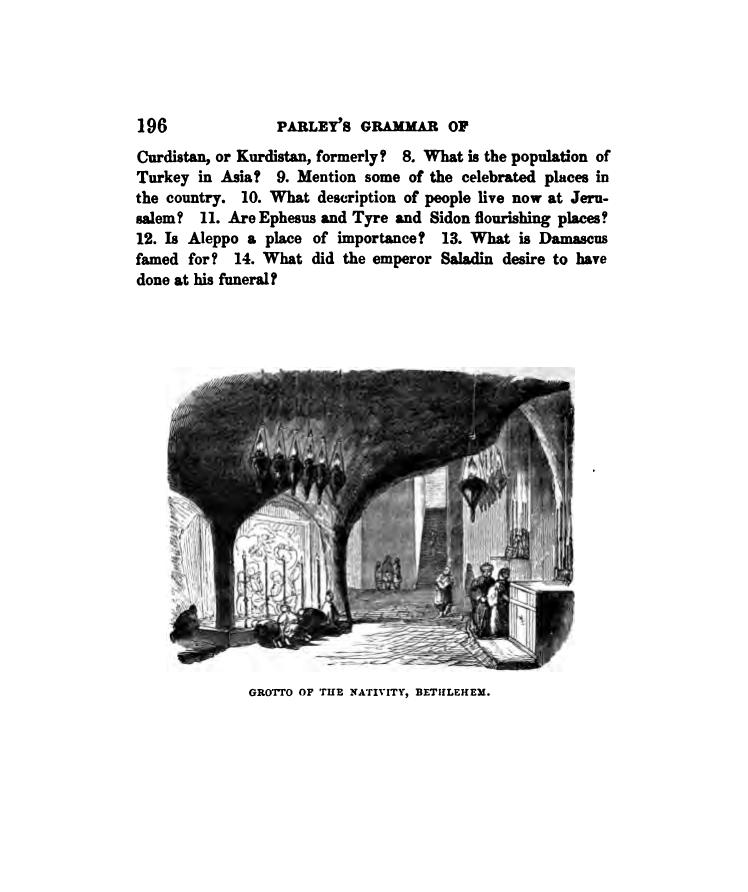 196 PARLEY'S GRAMMAR OF
Curdistan, or Kurdistan, formerly? 8. What is the population of
Turkey in Asia? 9. Mention some of the celebrated places in
the country. 10. What description of people live now at Jeru-
salem? 11. Are Ephesus and Tyre and Sidon flourishing places?
12. Is Aleppo a place of importance? 13. What is Damascus
famed for? 14. What did the emperor Saladin desire to have
done at his funeral?
GROTTO OF THE NATIVITY, BETHLEHEM.